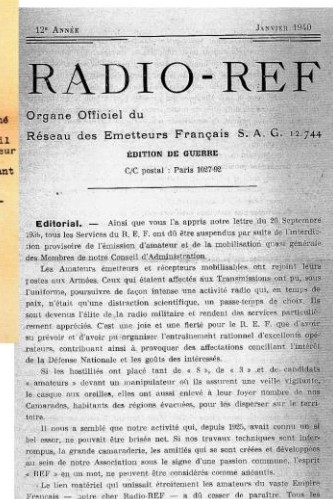 12e ANNÉE JANVIER 1940
RADIO-REF
Organe Officiel du
Réseau des Emetteurs Français S. A. G. 12.744
ÉDITION DE GUERRE
C/C postal : Paris 1027-92
Editorial. — Ainsi que vous l'a appris notre lettre du 26 Septembre
tous les Services du R. E. F. ont dû être suspendus par suite de l'interdic-
tion provisoire de l'émission d'amateur et de la mobilisation quasi générale
des Membres de notre Conseil d'Administration.
Les Amateurs émetteurs et récepteurs mobilisables ont rejoint leurs
postes aux Armées. Ceux qui étaient affectés aux Transmissions ont pu, sous
l'uniforme, poursuivre de façon intense une activité radio qui, en temps de
paix, n'était qu'une distraction scientifique, un passe-temps de choix. Ils
sont devenus l'élite de la radio militaire et rendent des services particuliè-
rement appréciés. C'est une joie et une fierté pour le R. E. F. que d'avoir
su prévoir et d'avoir pu organiser l'entraînement rationnel d'excellents opé-
rateurs, contribuant ainsi à provoquer des affectations conciliant l'intérêt
de la Défense Nationale et les goûts des intéressés.
Si les hostilités ont placé tant de « 8 », de « 3 » et de candidats
« amateurs » devant un manipulateur où ils assurent une veille vigilante,
le casque aux oreilles, elles ont aussi enlevé à leur foyer nombre de nos
Camarades, habitants des régions évacuées, pour les disperser sur le terri-
toire.
Il nous a semblé que notre activité qui, depuis 1925, avait connu un si
bel essor, ne pouvait être brisée net. Si nos travaux techniques sont inter-
rompus, la grande camaraderie, les amitiés qui se sont créées et développées
au sein de notre Association sous le signe d'une passion commune, l'esprit
« REF » en un mot, ne peuvent être considérés comme anéantis.
Le lien matériel qui unissait étroitement les amateurs du vaste Empire
Français — notre cher Radio-REF — a dû cesser de paraître. Tous les